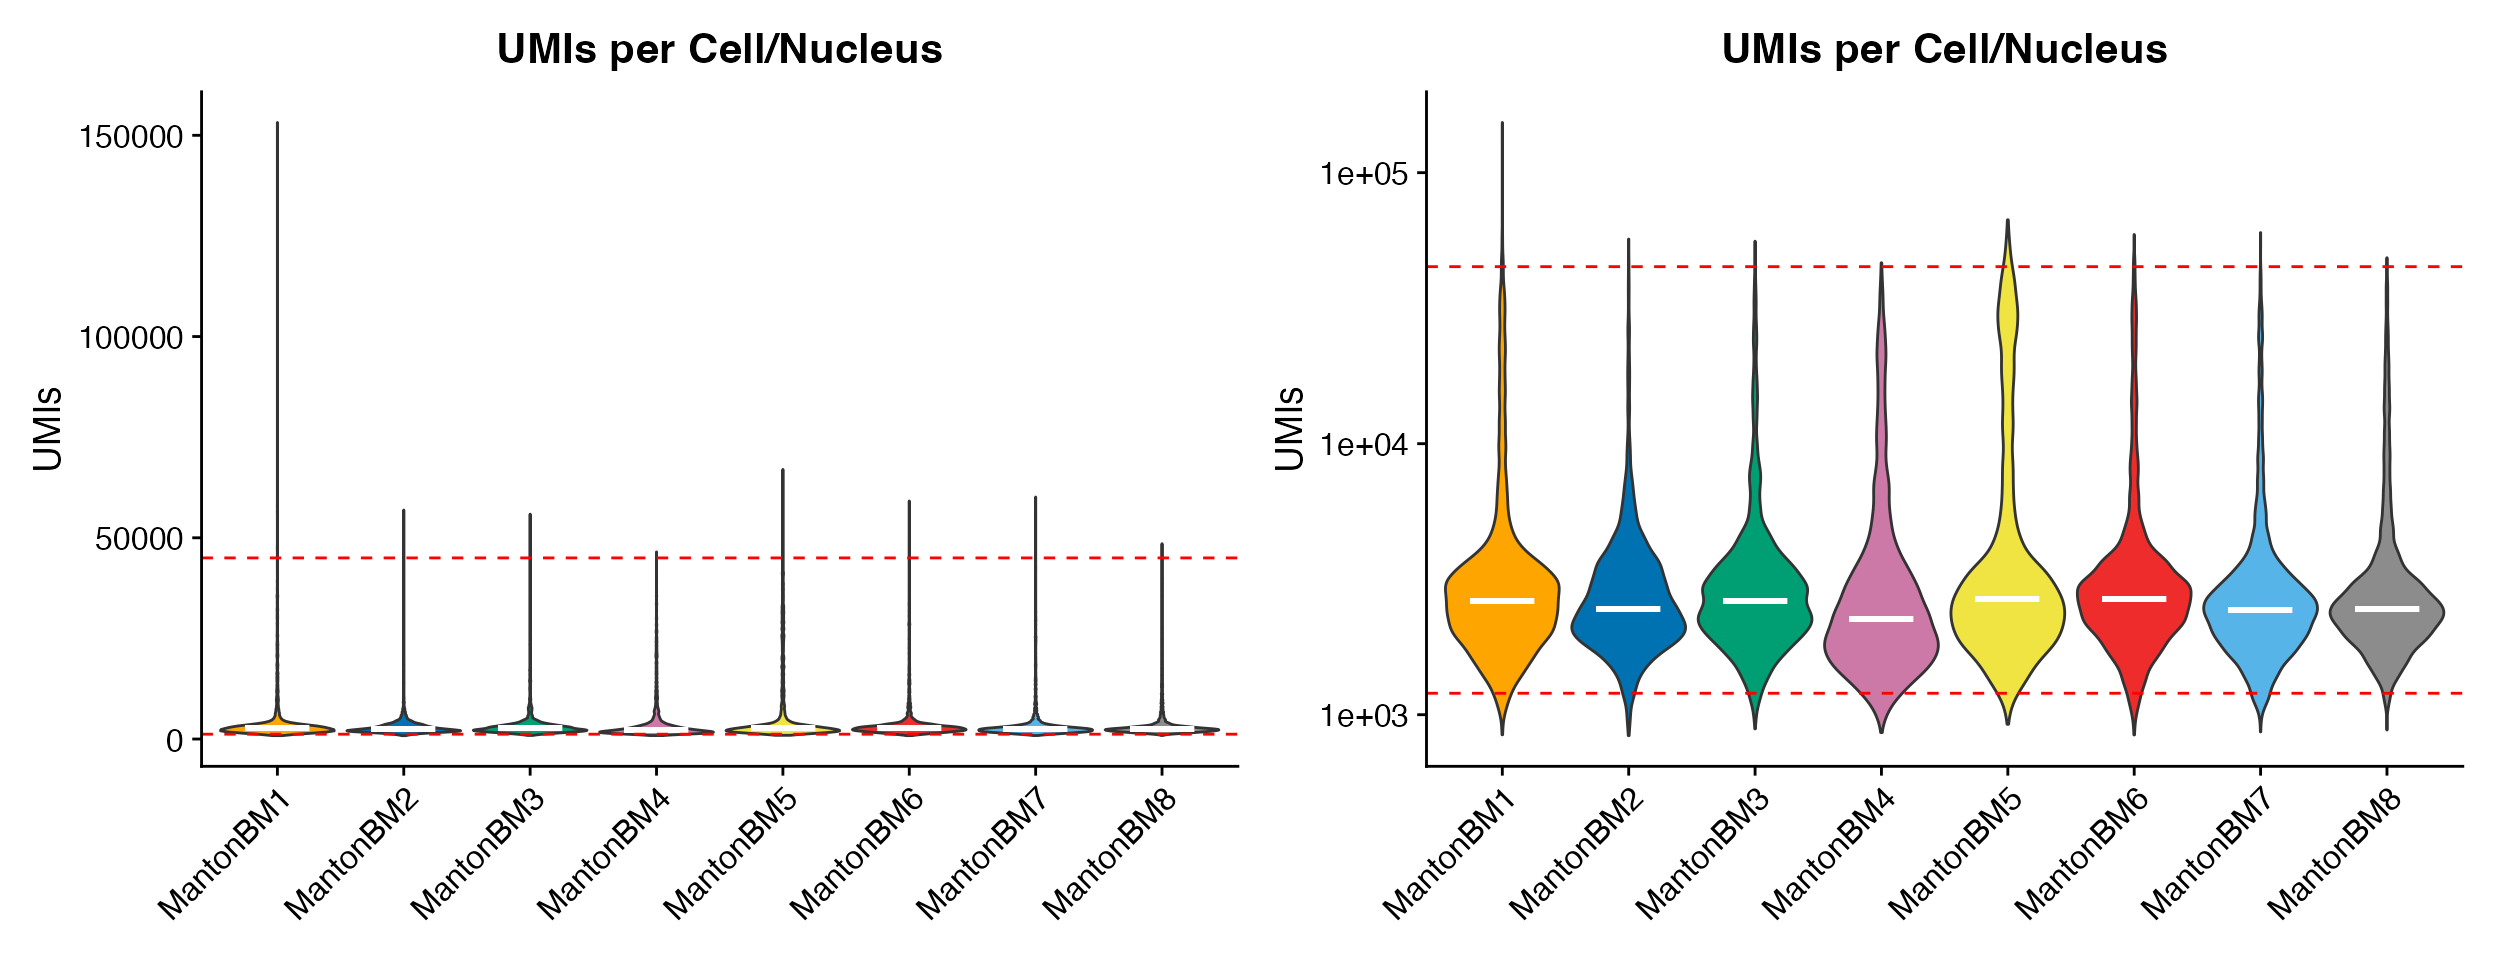 UMIs per Cell/Nucleus
UMIs
150000
100000
50000
0
MantonBM1
MantonBM2
MantonBM3
MantonBM4
MantonBM5
MantonBM6
MantonBM7
MantonBM8
UMIs per Cell/Nucleus
UMIs
1e+05
1e+04
1e+03
MantonBM1
MantonBM2
MantonBM3
MantonBM4
MantonBM5
MantonBM6
MantonBM7
MantonBM8